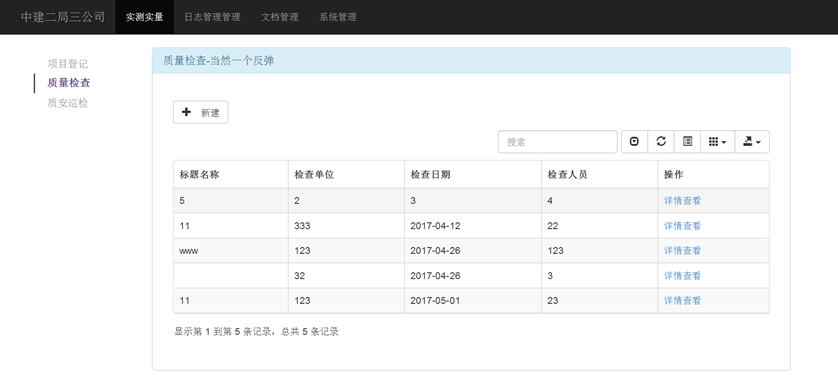 中建二局三公司 实测实量 日志管理管理 文档管理 系统管理
项目登记
质量检查
质安巡检
质量检查-当然一个反弹
新建
搜索
标题名称 检查单位 检查日期 检查人员 操作
5 2 3 4 详情查看
11 333 2017-04-12 22 详情查看
www 123 2017-04-26 123 详情查看
32 2017-04-26 3 详情查看
11 123 2017-05-01 23 详情查看
显示第 1 到第 5 条记录，总共 5 条记录